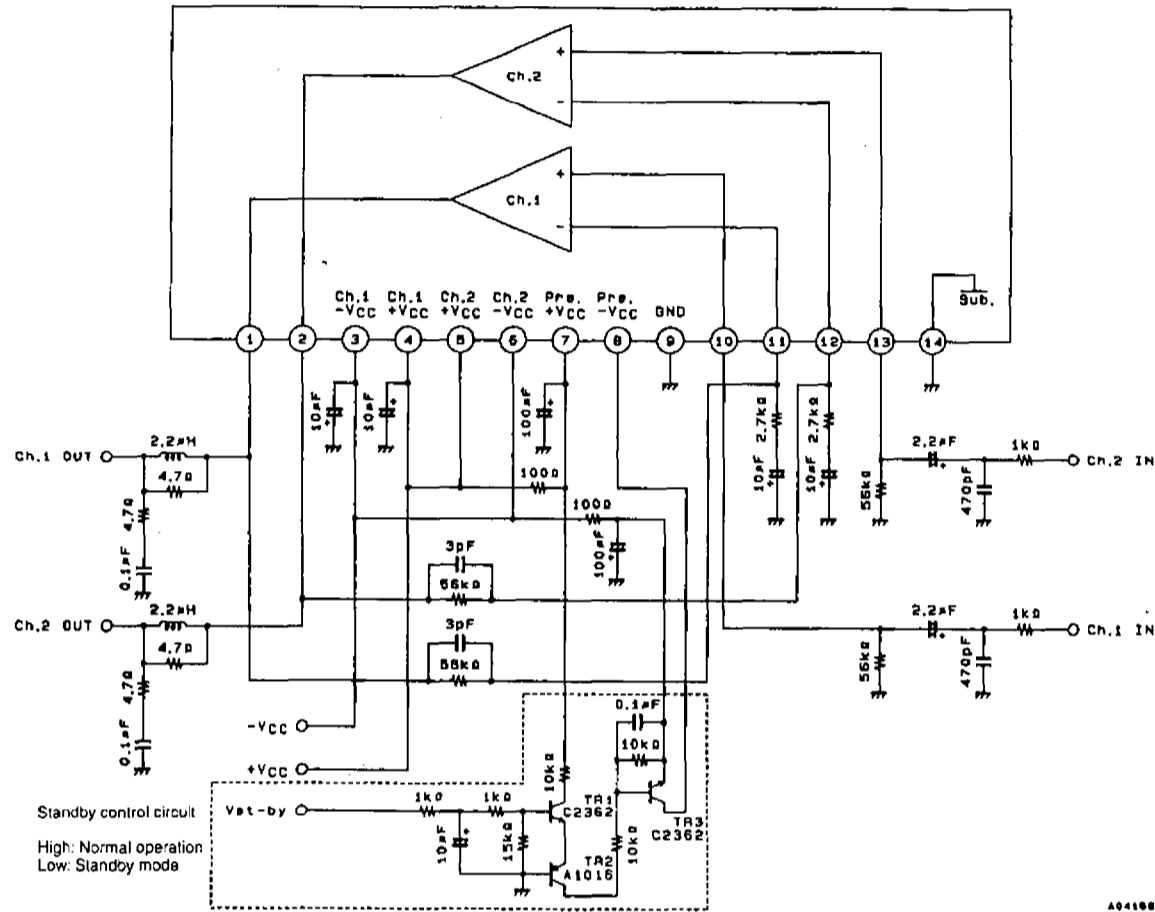 Ch.2
+
-
Ch.1
+
-
Sub.
Ch.1 -VCC
Ch.1 +VCC
Ch.2 +VCC
Ch.2 -VCC
Pre. +VCC
Pre. -VCC
GND
1 2 3 4 5 6 7 8 9 10 11 12 13 14
10µF
10µF
100µF
2.7kΩ
2.7kΩ
10µF
10µF
Ch.1 OUT
2.2µH
4.7Ω
4.7Ω
0.1µF
100Ω
100Ω
100µF
56kΩ
2.2µF
470pF
1kΩ
Ch.2 IN
3pF
56kΩ
Ch.2 OUT
2.2µH
4.7Ω
4.7Ω
0.1µF
3pF
56kΩ
56kΩ
2.2µF
470pF
1kΩ
Ch.1 IN
-VCC
+VCC
0.1µF
10kΩ
10kΩ
TR1
C2362
TR3
C2362
Standby control circuit
Vst-by
1kΩ
1kΩ
10µF
15kΩ
10kΩ
TR2
A1016
High: Normal operation
Low: Standby mode